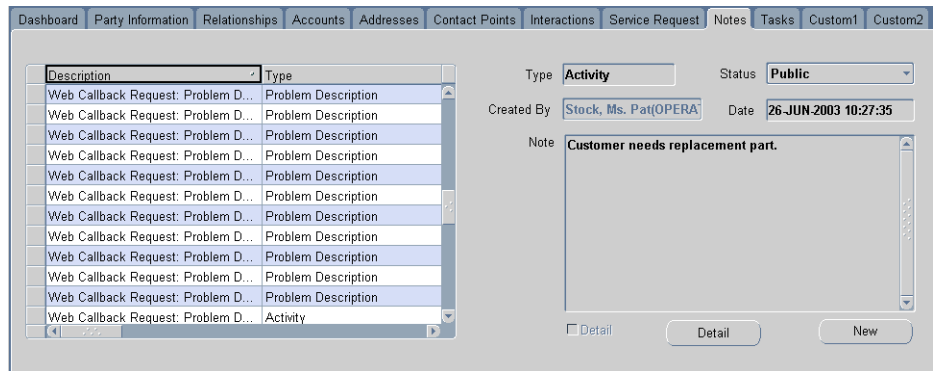 Dashboard Party Information Relationships Accounts Addresses Contact Points Interactions Service Request Notes Tasks Custom1 Custom2
Description Type
Web Callback Request: Problem D... Problem Description
Web Callback Request: Problem D... Problem Description
Web Callback Request: Problem D... Problem Description
Web Callback Request: Problem D... Problem Description
Web Callback Request: Problem D... Problem Description
Web Callback Request: Problem D... Problem Description
Web Callback Request: Problem D... Problem Description
Web Callback Request: Problem D... Problem Description
Web Callback Request: Problem D... Problem Description
Web Callback Request: Problem D... Problem Description
Web Callback Request: Problem D... Problem Description
Web Callback Request: Problem D... Activity
Type Activity Status Public
Created By Stock, Ms. Pat(OPERAT Date 26-JUN-2003 10:27:35
Note Customer needs replacement part.
Detail Detail New